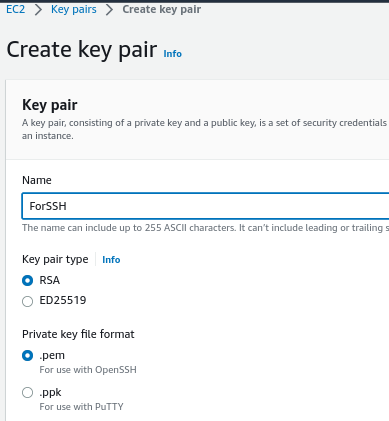 EC2 > Key pairs > Create key pair
Create key pair Info
Key pair
A key pair, consisting of a private key and a public key, is a set of security credentials
an instance.
Name
ForSSH
The name can include up to 255 ASCII characters. It can't include leading or trailing
Key pair type Info
RSA
ED25519
Private key file format
.pem
For use with OpenSSH
.ppk
For use with PuTTY